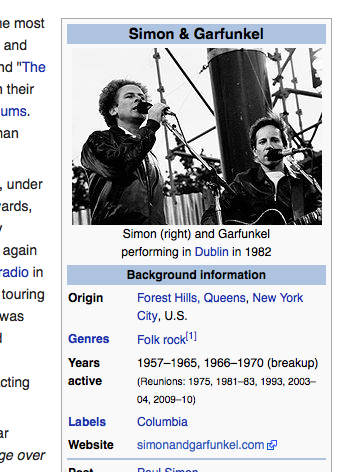 ne most
and
nd "The
n their
ums.
han
, under
vards,
y
again
radio in
touring
was
d
cting
ar
ge over
Simon & Garfunkel
Simon (right) and Garfunkel
performing in Dublin in 1982
Background information
Origin Forest Hills, Queens, New York
City, U.S.
Genres Folk rock[1]
Years 1957–1965, 1966–1970 (breakup)
active (Reunions: 1975, 1981–83, 1993, 2003–
04, 2009–10)
Labels Columbia
Website simonandgarfunkel.com
Past Paul Simon